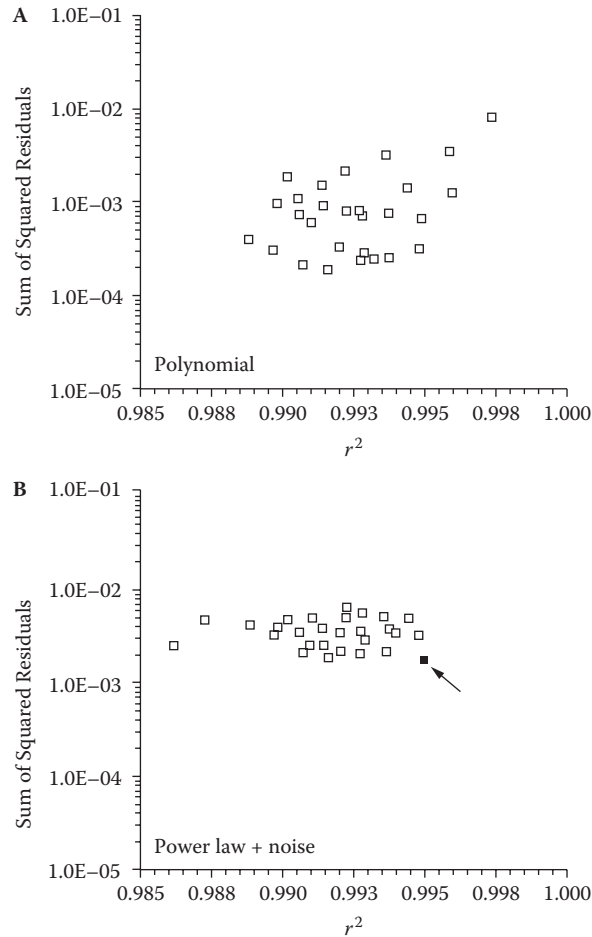 A
1.0E−01
1.0E−02
1.0E−03
1.0E−04
1.0E−05
Sum of Squared Residuals
Polynomial
0.985 0.988 0.990 0.993 0.995 0.998 1.000
r²
B
1.0E−01
1.0E−02
1.0E−03
1.0E−04
1.0E−05
Sum of Squared Residuals
Power law + noise
0.985 0.988 0.990 0.993 0.995 0.998 1.000
r²